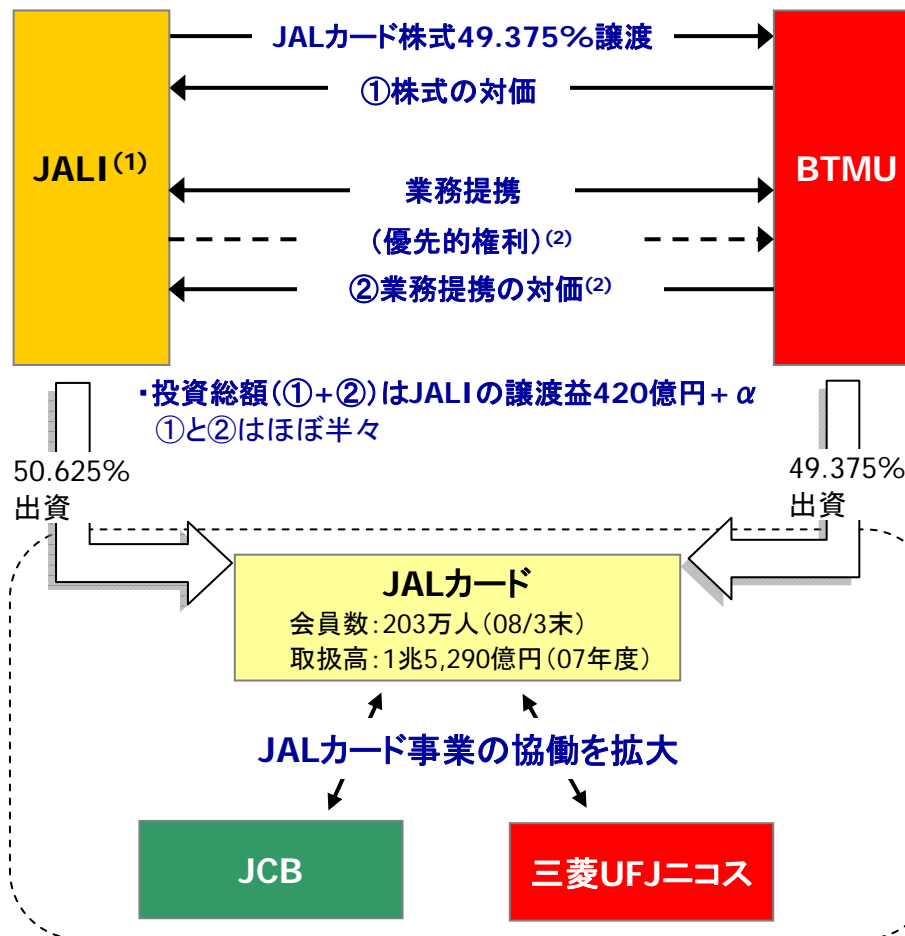 JALカード株式49.375%譲渡
①株式の対価
JALI(1)
BTMU
業務提携
(優先的権利)(2)
②業務提携の対価(2)
・投資総額(①+②)はJALIの譲渡益420億円+α
①と②はほぼ半々
50.625%
出資
49.375%
出資
JALカード
会員数:203万人(08/3末)
取扱高:1兆5,290億円(07年度)
JALカード事業の協働を拡大
JCB
三菱UFJニコス